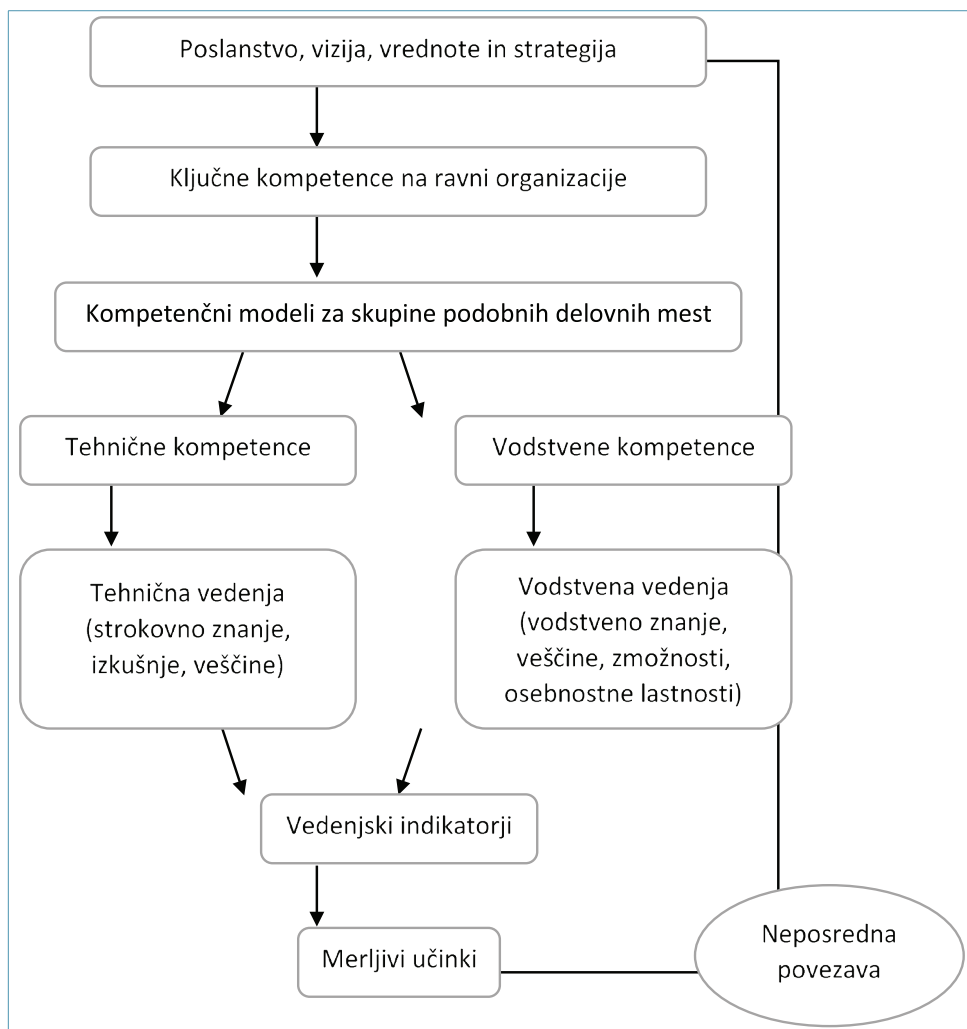 Poslanstvo, vizija, vrednote in strategija
Ključne kompetence na ravni organizacije
Kompetenčni modeli za skupine podobnih delovnih mest
Tehnične kompetence
Vodstvene kompetence
Tehnična vedenja
(strokovno znanje,
izkušnje, veščine)
Vodstvena vedenja
(vodstveno znanje,
veščine, zmožnosti,
osebnostne lastnosti)
Vedenjski indikatorji
Merljivi učinki
Neposredna
povezava